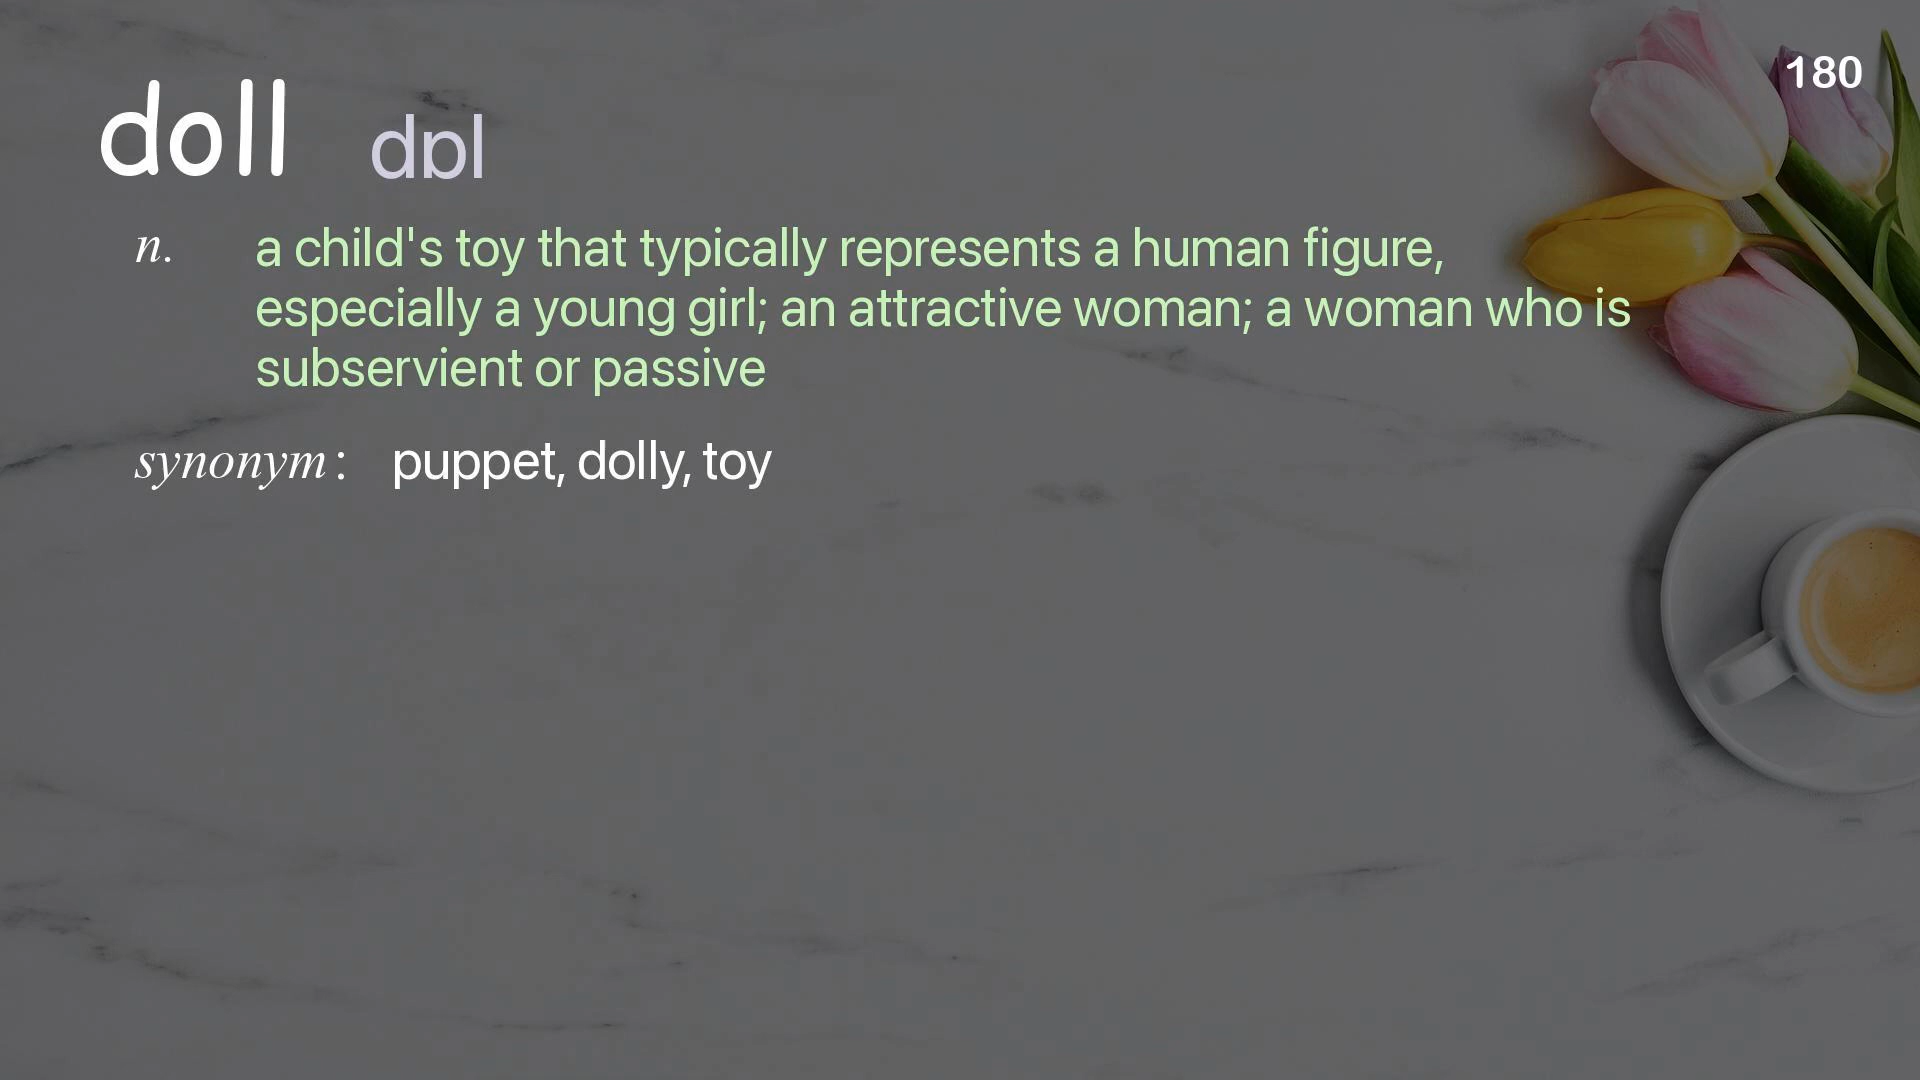 180
doll dɒl
n. a child's toy that typically represents a human figure,
especially a young girl; an attractive woman; a woman who is
subservient or passive
synonym : puppet, dolly, toy